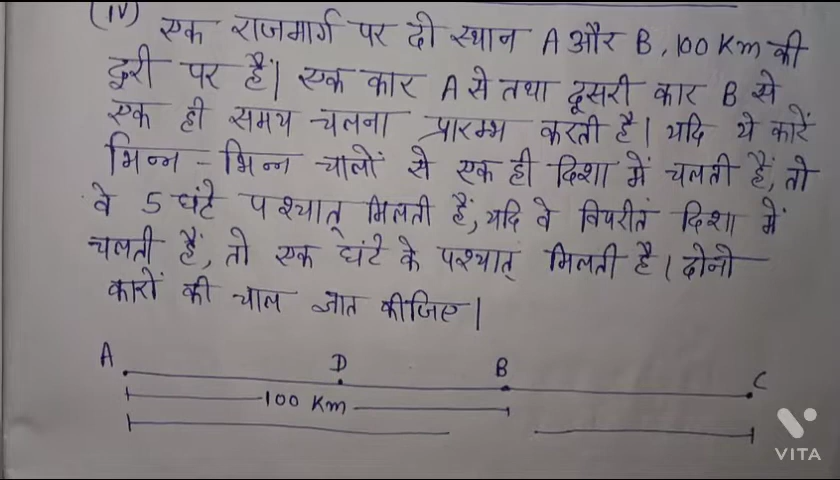 (iv) एक राजमार्ग पर दो स्थान A और B, 100 Km की
दूरी पर हैं। एक कार A से तथा दूसरी कार B से
एक ही समय चलना प्रारम्भ करती है। यदि ये कारें
भिन्न - भिन्न चालों से एक ही दिशा में चलती हैं, तो
वे 5 घंटे पश्चात् मिलती हैं, यदि वे विपरीत दिशा में
चलती हैं, तो एक घंटे के पश्चात् मिलती है। दोनो
कारों की चाल ज्ञात कीजिए।
A D B C
100 Km
VITA